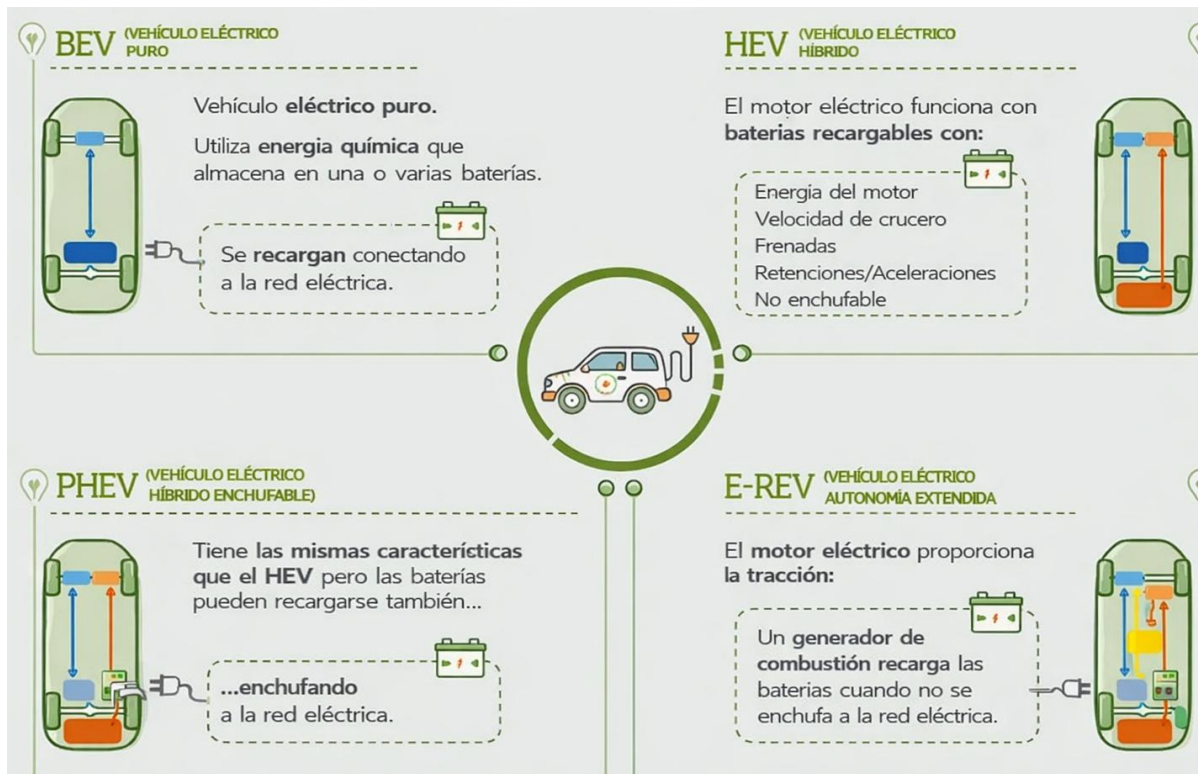 BEV (VEHÍCULO ELÉCTRICO
PURO
Vehículo eléctrico puro.
Utiliza energia química que
almacena en una o varias baterías.
Se recargan conectando
a la red eléctrica.
HEV (VEHÍCULO ELÉCTRICO
HÍBRIDO
El motor eléctrico funciona con
baterias recargables con:
Energia del motor
Velocidad de crucero
Frenadas
Retenciones/Aceleraciones
No enchufable
PHEV (VEHÍCULO ELÉCTRICO
HÍBRIDO ENCHUFABLE)
Tiene las mismas características
que el HEV pero las baterías
pueden recargarse también...
...enchufando
a la red eléctrica.
E-REV (VEHÍCULO ELÉCTRICO
AUTONOMÍA EXTENDIDA
El motor eléctrico proporciona
la tracción:
Un generador de
combustión recarga las
baterias cuando no se
enchufa a la red eléctrica.